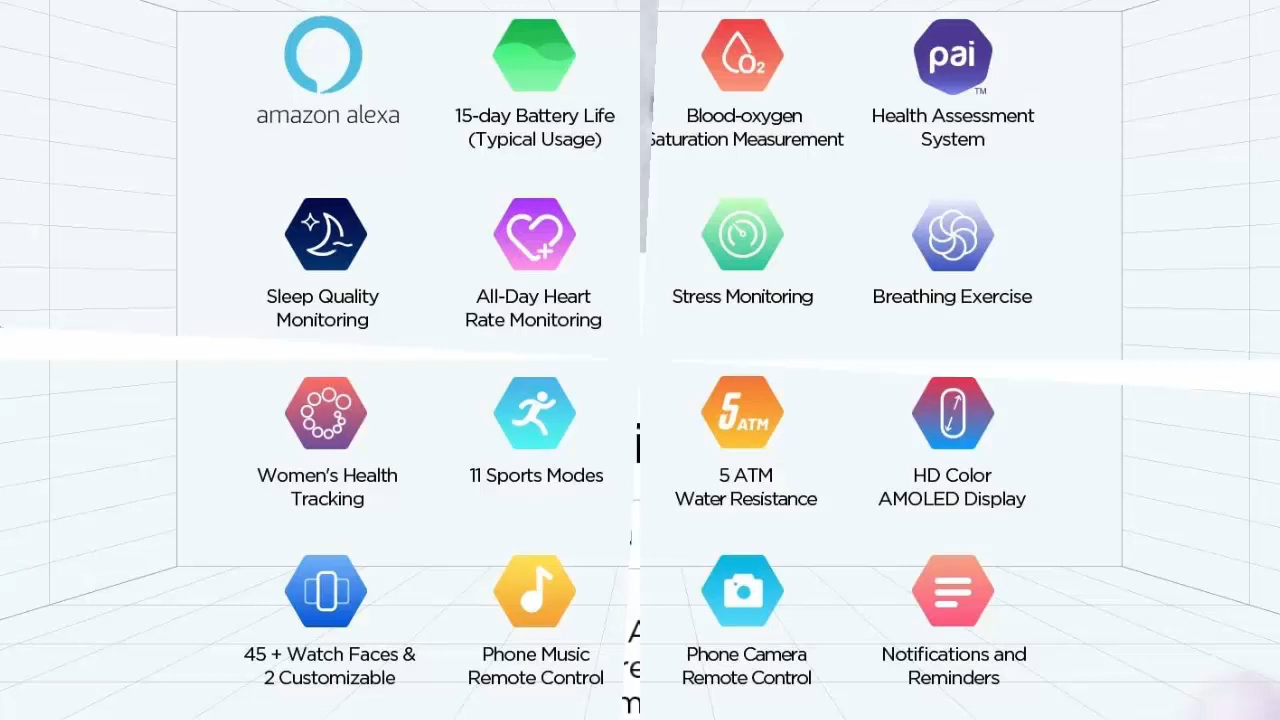 amazon alexa
15-day Battery Life
(Typical Usage)
O2
Blood-oxygen
Saturation Measurement
pai
TM
Health Assessment
System
Sleep Quality
Monitoring
All-Day Heart
Rate Monitoring
Stress Monitoring
Breathing Exercise
Women's Health
Tracking
11 Sports Modes
5 ATM
5 ATM
Water Resistance
HD Color
AMOLED Display
45 + Watch Faces &
2 Customizable
Phone Music
Remote Control
Phone Camera
Remote Control
Notifications and
Reminders